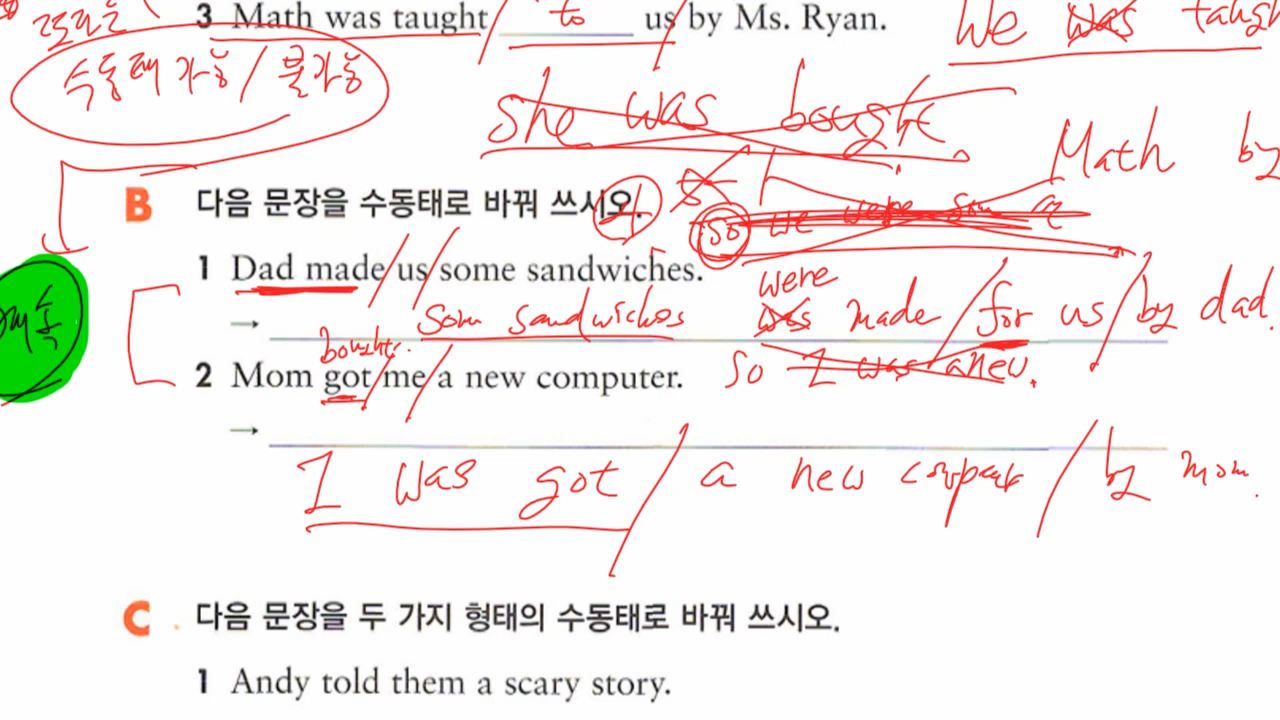 3 Math was taught / to us / by Ms. Ryan.
We was
수동태 가능 / 불가능
She was bought
Math by
B 다음 문장을 수동태로 바꿔 쓰시오.
4
so we were
1 Dad made / us / some sandwiches.
were
→ som sandwiches was made / for us / by dad.
bought.
2 Mom got / me / a new computer.
so I was a
→
I was got / a new / by mom.
C 다음 문장을 두 가지 형태의 수동태로 바꿔 쓰시오.
1 Andy told them a scary story.